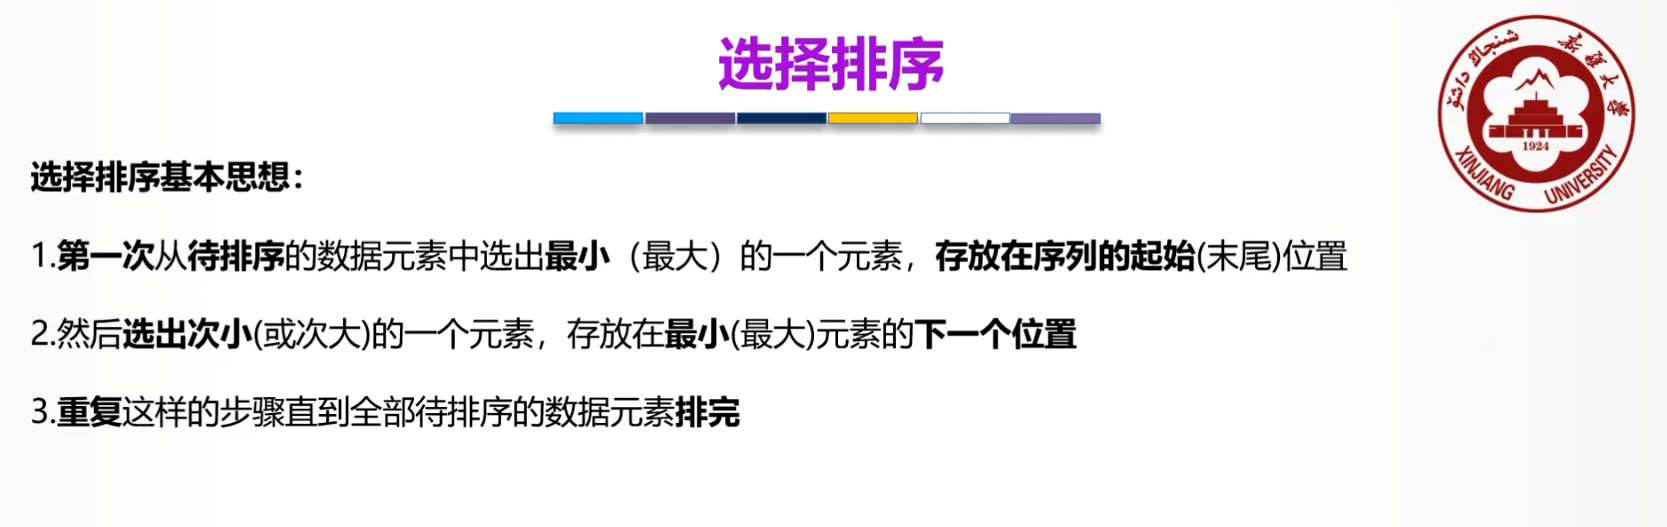 选择排序
شىنجاڭ داشۆ
新疆大学
1924
XINJIANG UNIVERSITY
选择排序基本思想：
1.第一次从待排序的数据元素中选出最小（最大）的一个元素，存放在序列的起始(末尾)位置
2.然后选出次小(或次大)的一个元素，存放在最小(最大)元素的下一个位置
3.重复这样的步骤直到全部待排序的数据元素排完